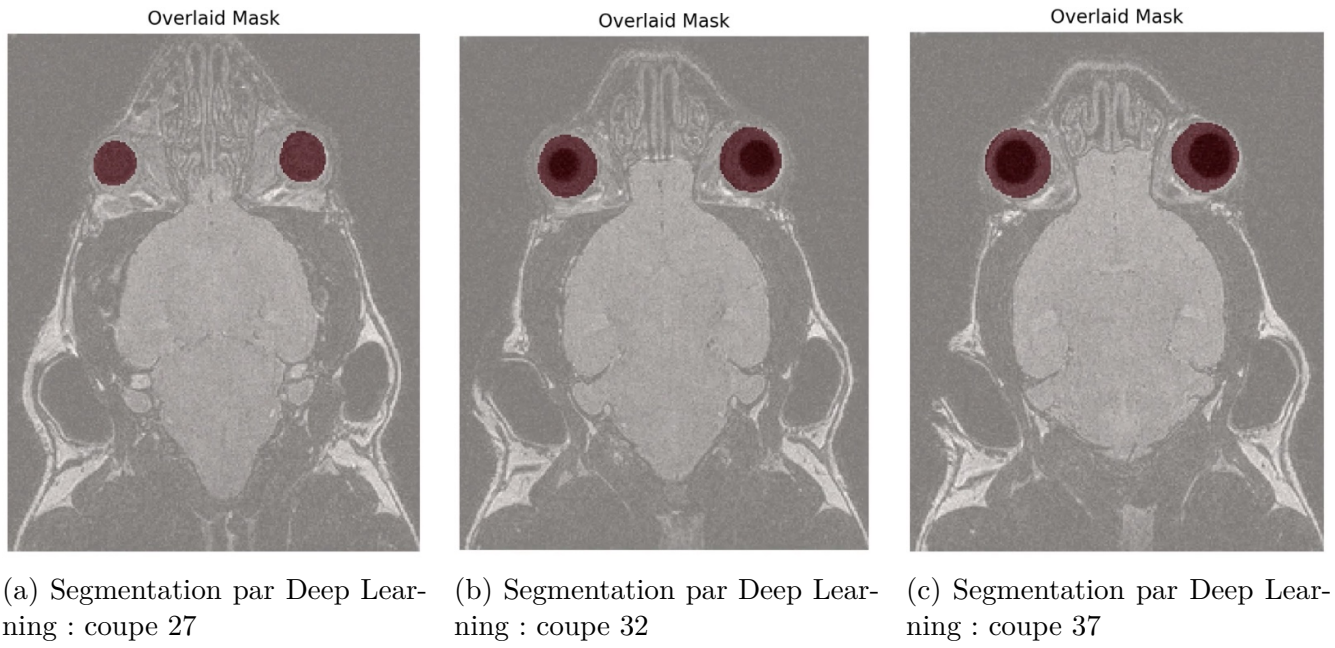 Overlaid Mask
Overlaid Mask
Overlaid Mask
(a) Segmentation par Deep Lear-
ning : coupe 27
(b) Segmentation par Deep Lear-
ning : coupe 32
(c) Segmentation par Deep Lear-
ning : coupe 37